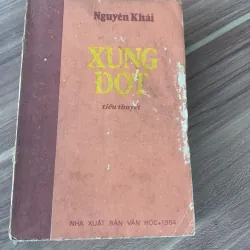 Nguyễn Khải
XUNG
ĐỘT
tiểu thuyết
NHÀ XUẤT BẢN VĂN HỌC • 1984